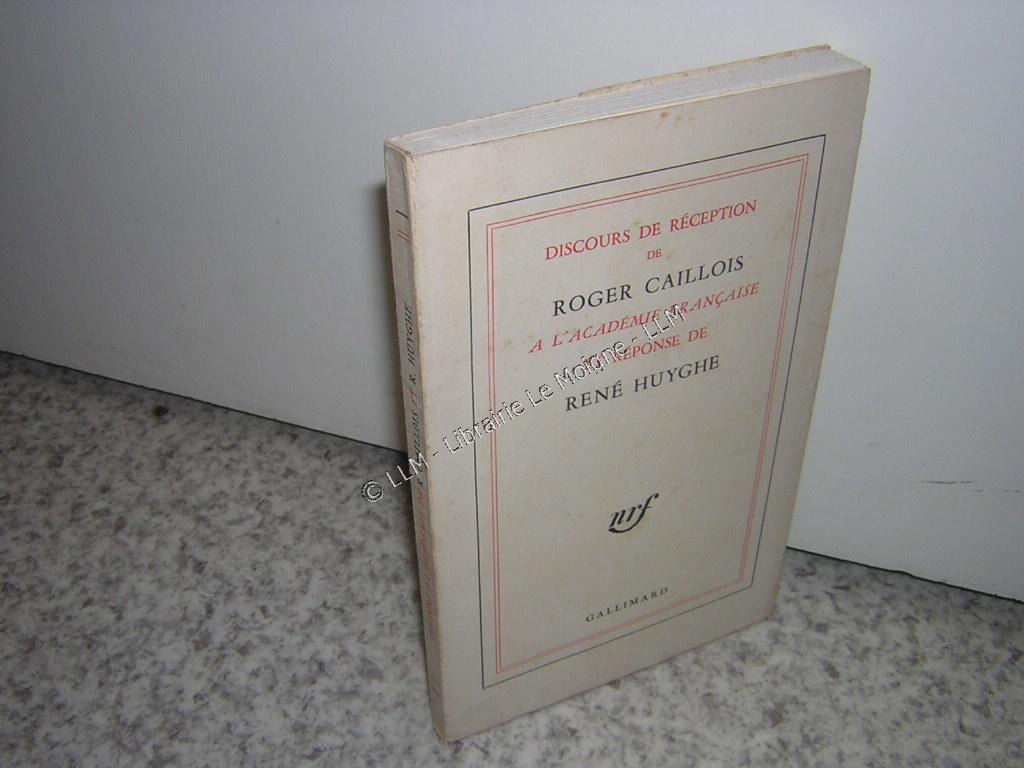 DISCOURS DE RÉCEPTION
DE
ROGER CAILLOIS
A L'ACADÉMIE FRANÇAISE
ET RÉPONSE DE
RENÉ HUYGHE
nrf
GALLIMARD
R. HUYGHE
© LLM - Librairie Le Moigne - LLM